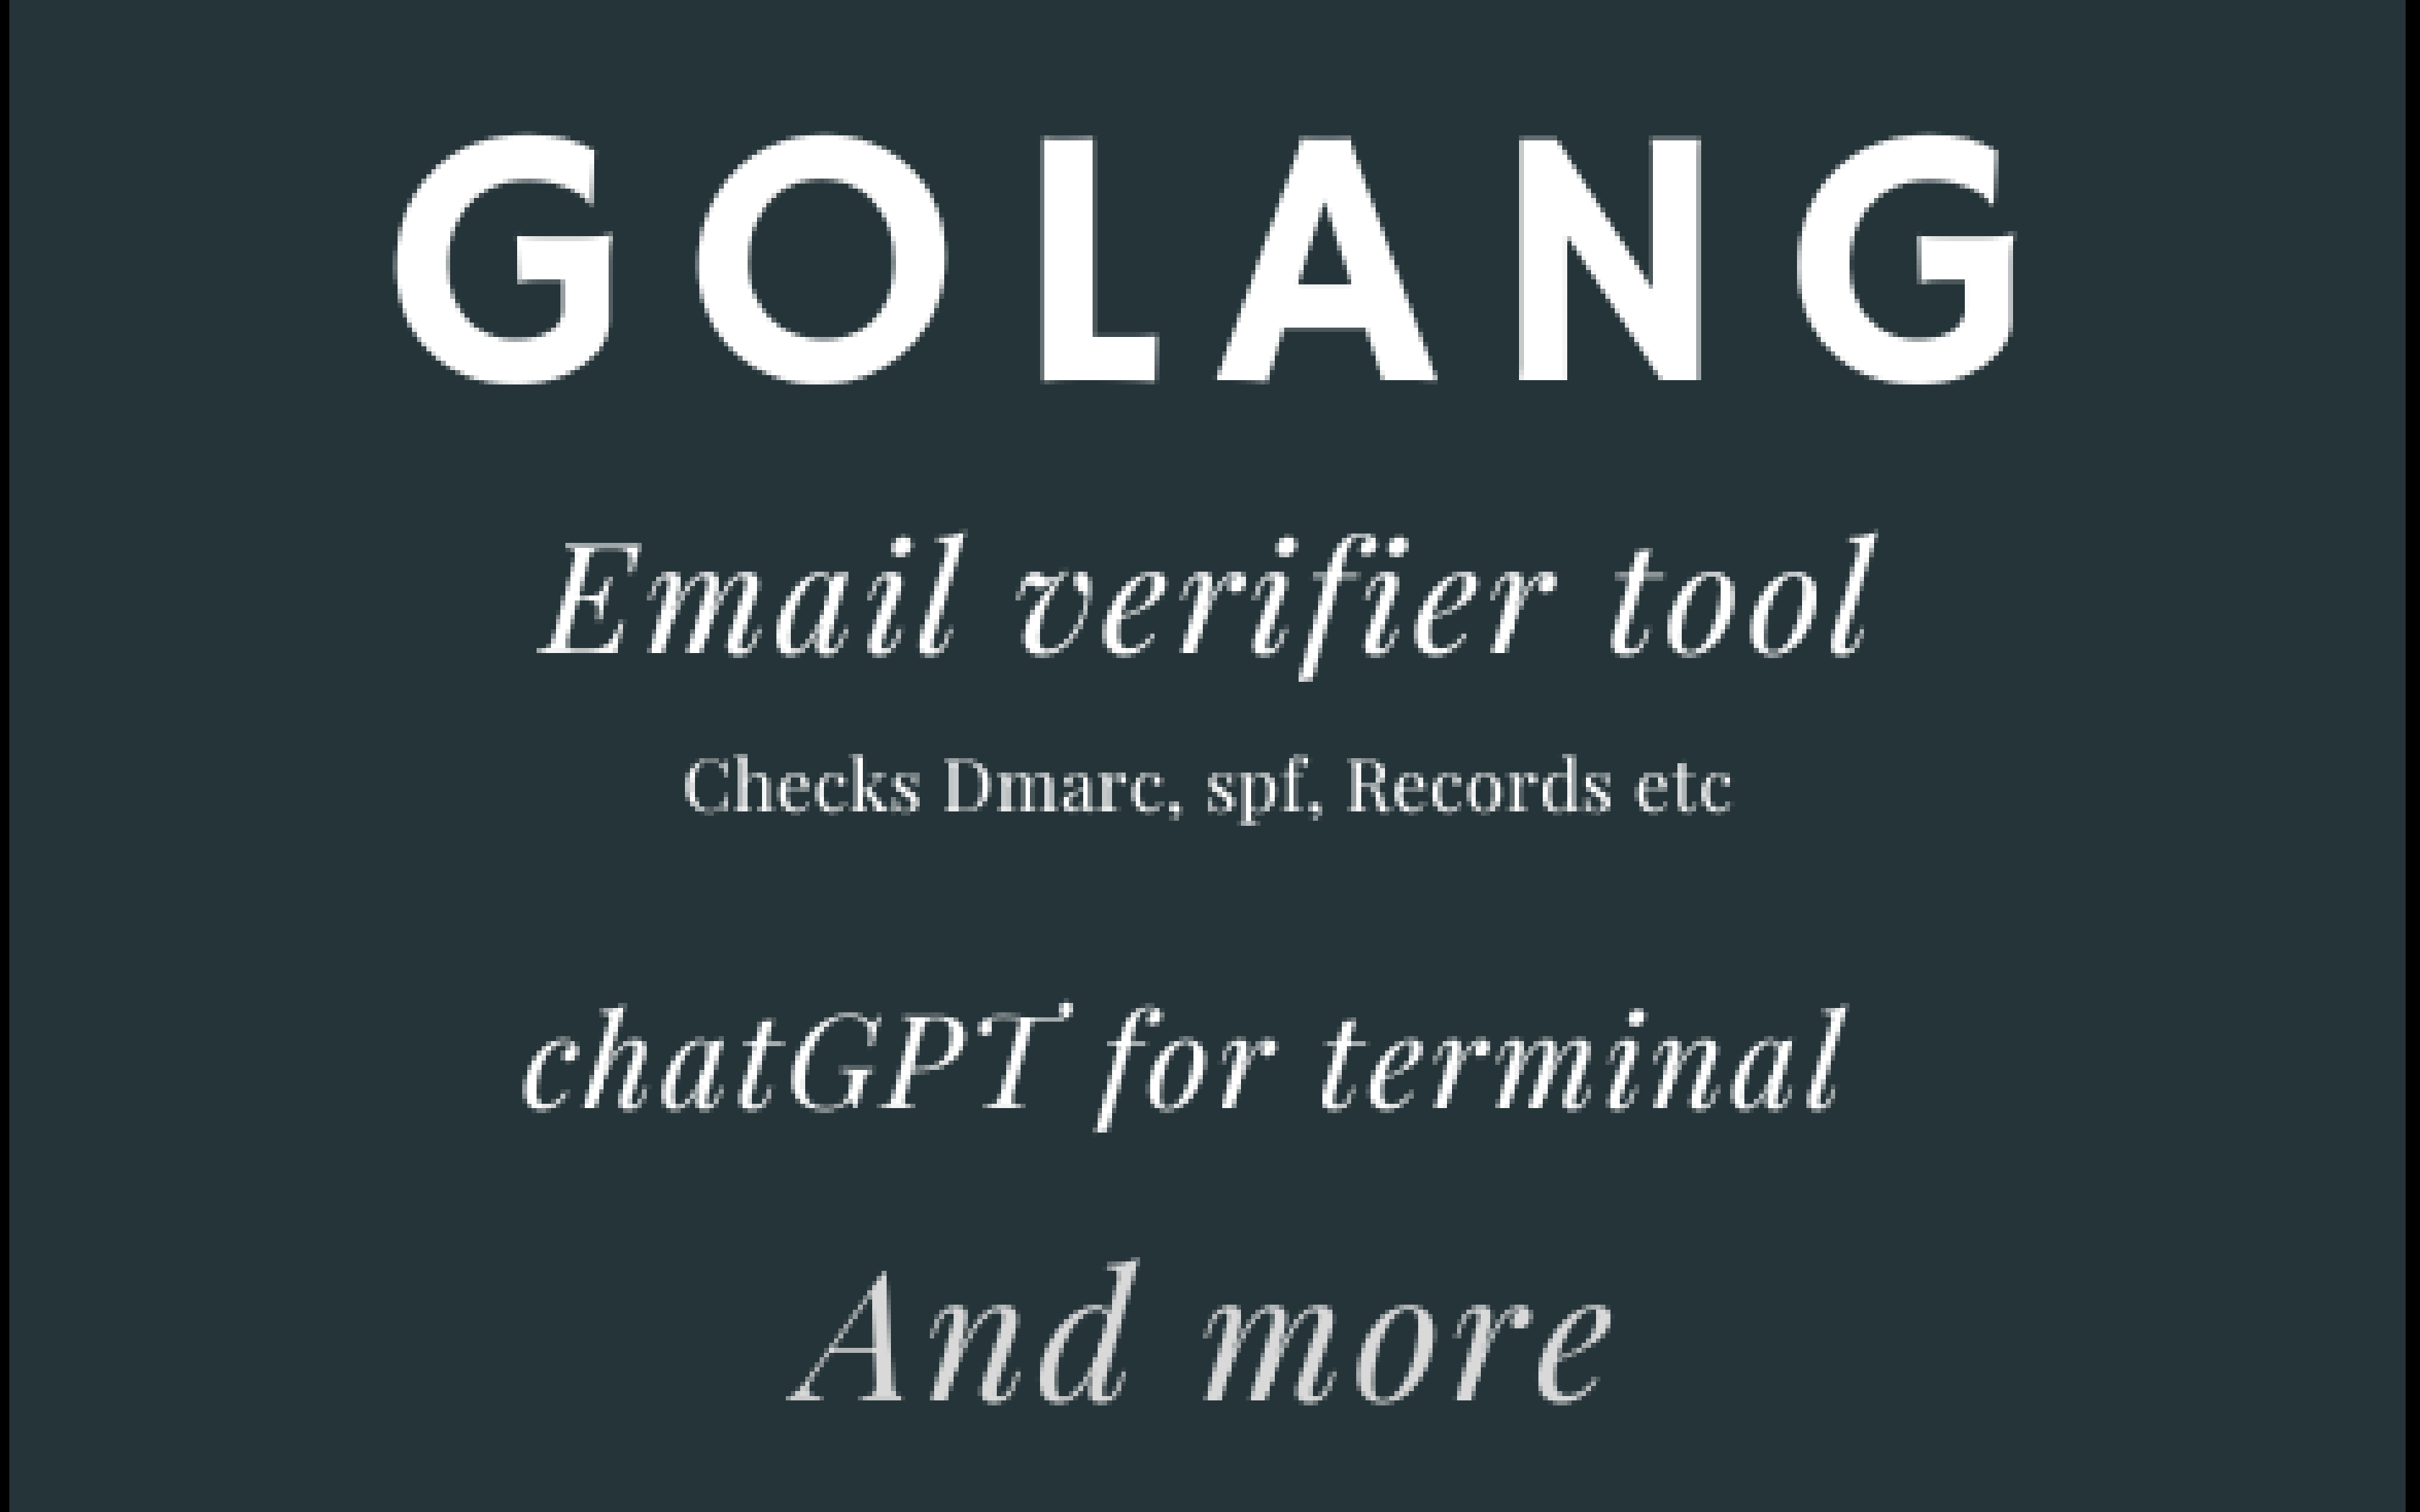 GOLANG
Email verifier tool
Checks Dmarc, spf, Records etc
chatGPT for terminal
And more